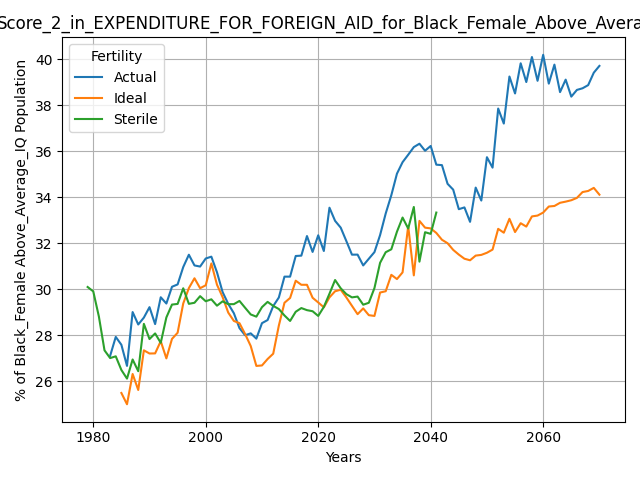 Score_2_in_EXPENDITURE_FOR_FOREIGN_AID_for_Black_Female_Above_Avera
% of Black_Female Above_Average_IQ Population
Fertility
Actual
Ideal
Sterile
40
38
36
34
32
30
28
26
1980
2000
2020
2040
2060
Years